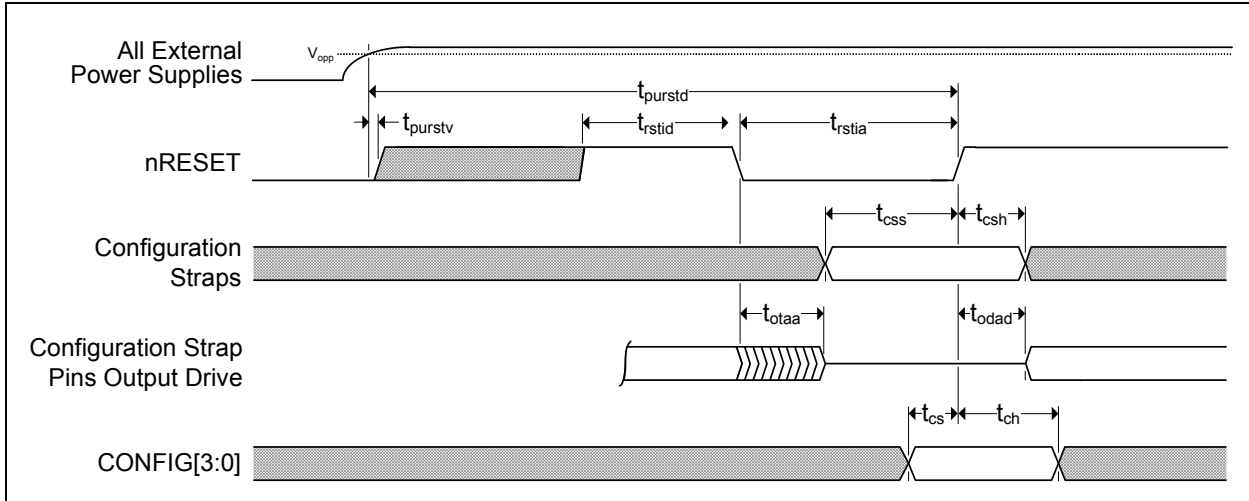 All External
Power Supplies
Vopp
tpurstd
tpurstv
trstid
trstia
nRESET
tcss
tcsh
Configuration
Straps
totaa
todad
Configuration Strap
Pins Output Drive
tcs
tch
CONFIG[3:0]